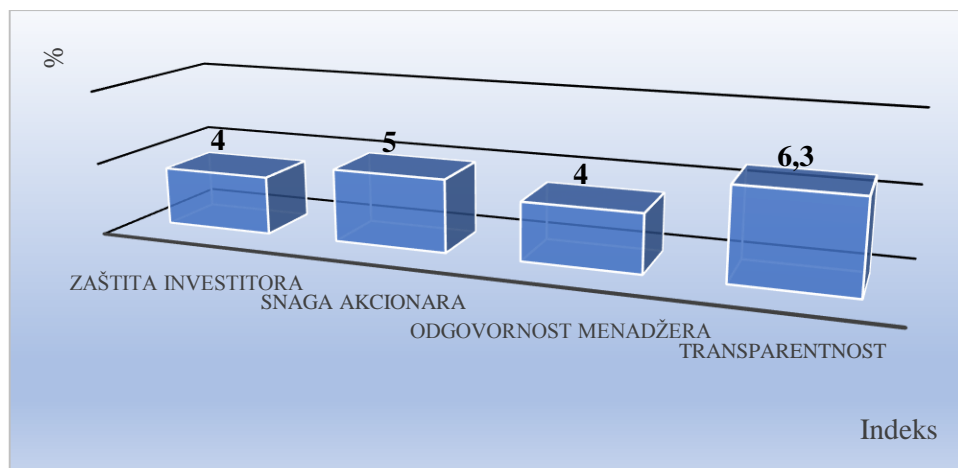 %
4
5
4
6,3
ZAŠTITA INVESTITORA
SNAGA AKCIONARA
ODGOVORNOST MENADŽERA
TRANSPARENTNOST
Indeks